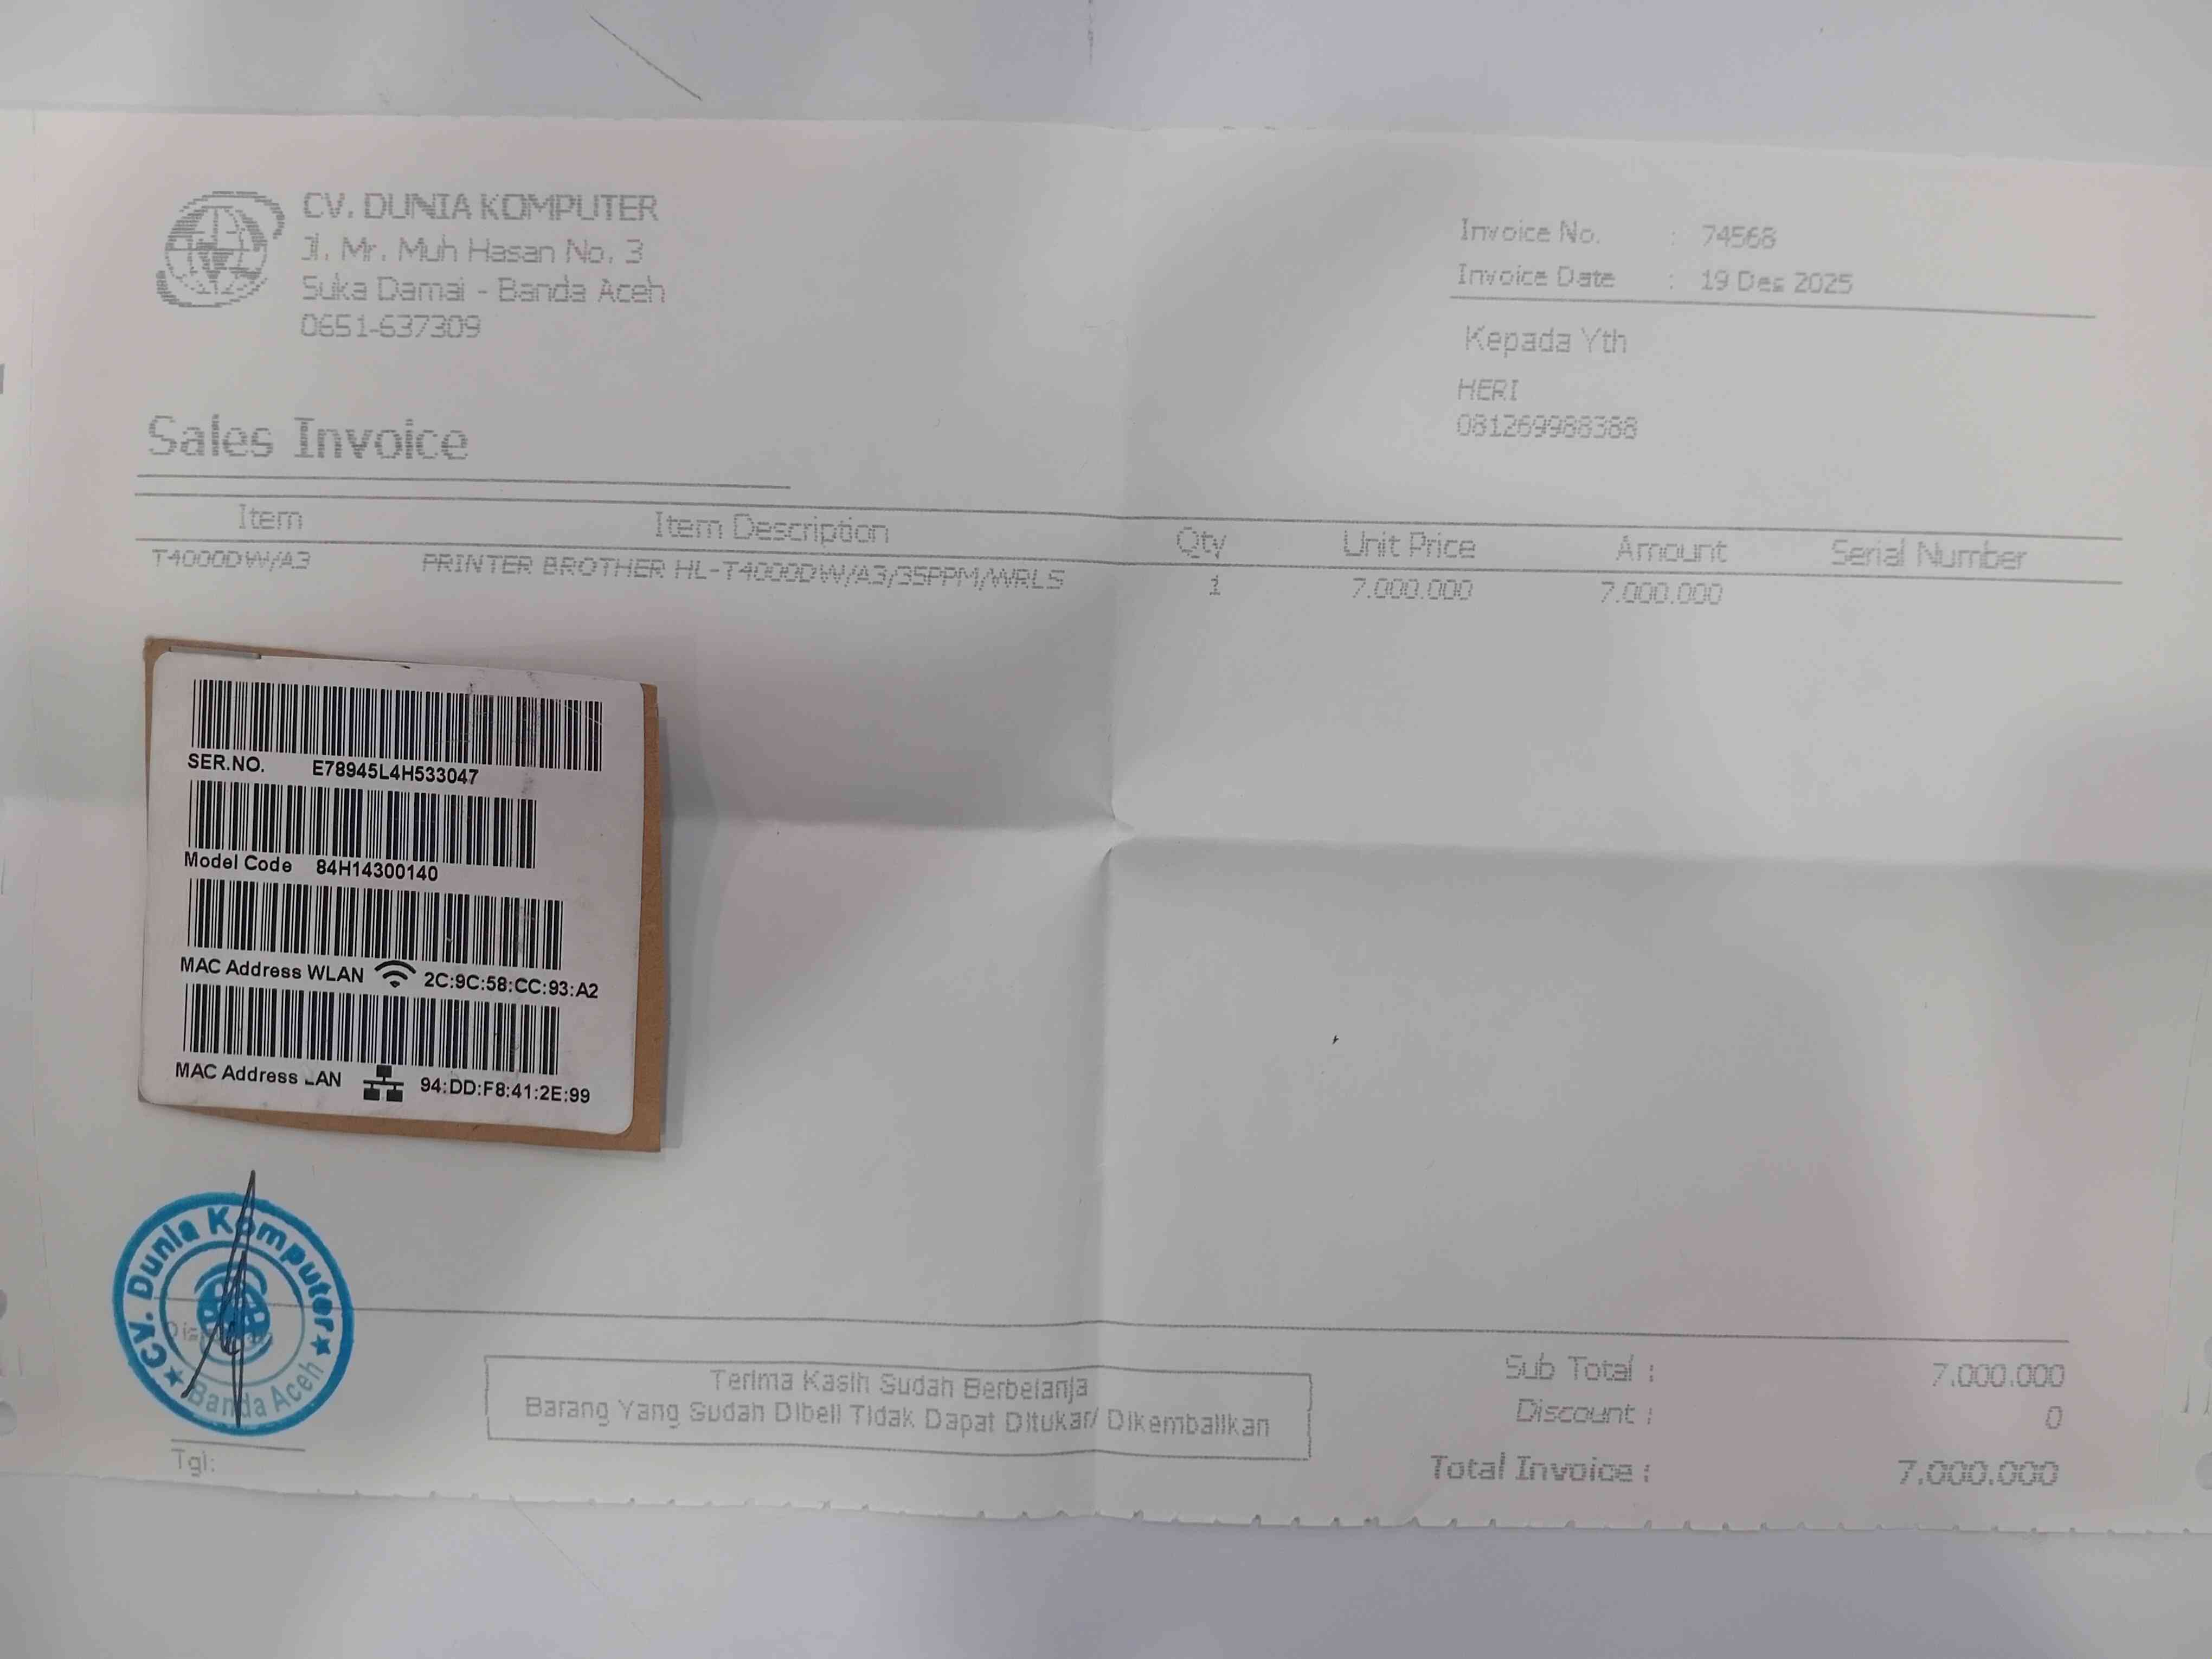 CV. DUNIA KOMPUTER
Jl. Mr. Muh Hasan No. 3
Suka Damai - Banda Aceh
0651-637309
Invoice No. : 74568
Invoice Date : 19 Des 2025
Kepada Yth
HERI
081269988388
Sales Invoice
Item Item Description Qty Unit Price Amount Serial Number
T4000DW/A3 PRINTER BROTHER HL-T4000DW/A3/35PPM/WRLS 1 7.000.000 7.000.000
SER.NO. E78945L4H533047
Model Code 84H14300140
MAC Address WLAN 2C:9C:58:CC:93:A2
MAC Address LAN 94:DD:F8:41:2E:99
CV. Dunia Komputer
Banda Aceh
Tgl:
Terima Kasih Sudah Berbelanja
Barang Yang Sudah Dibeli Tidak Dapat Ditukar/ Dikembalikan
Sub Total : 7.000.000
Discount : 0
Total Invoice : 7.000.000